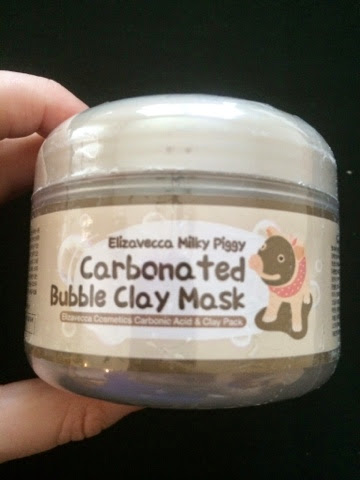 Elizavecca Milky Piggy
Carbonated
Bubble Clay Mask
Elizavecca Cosmetics Carbonic Acid & Clay Pack